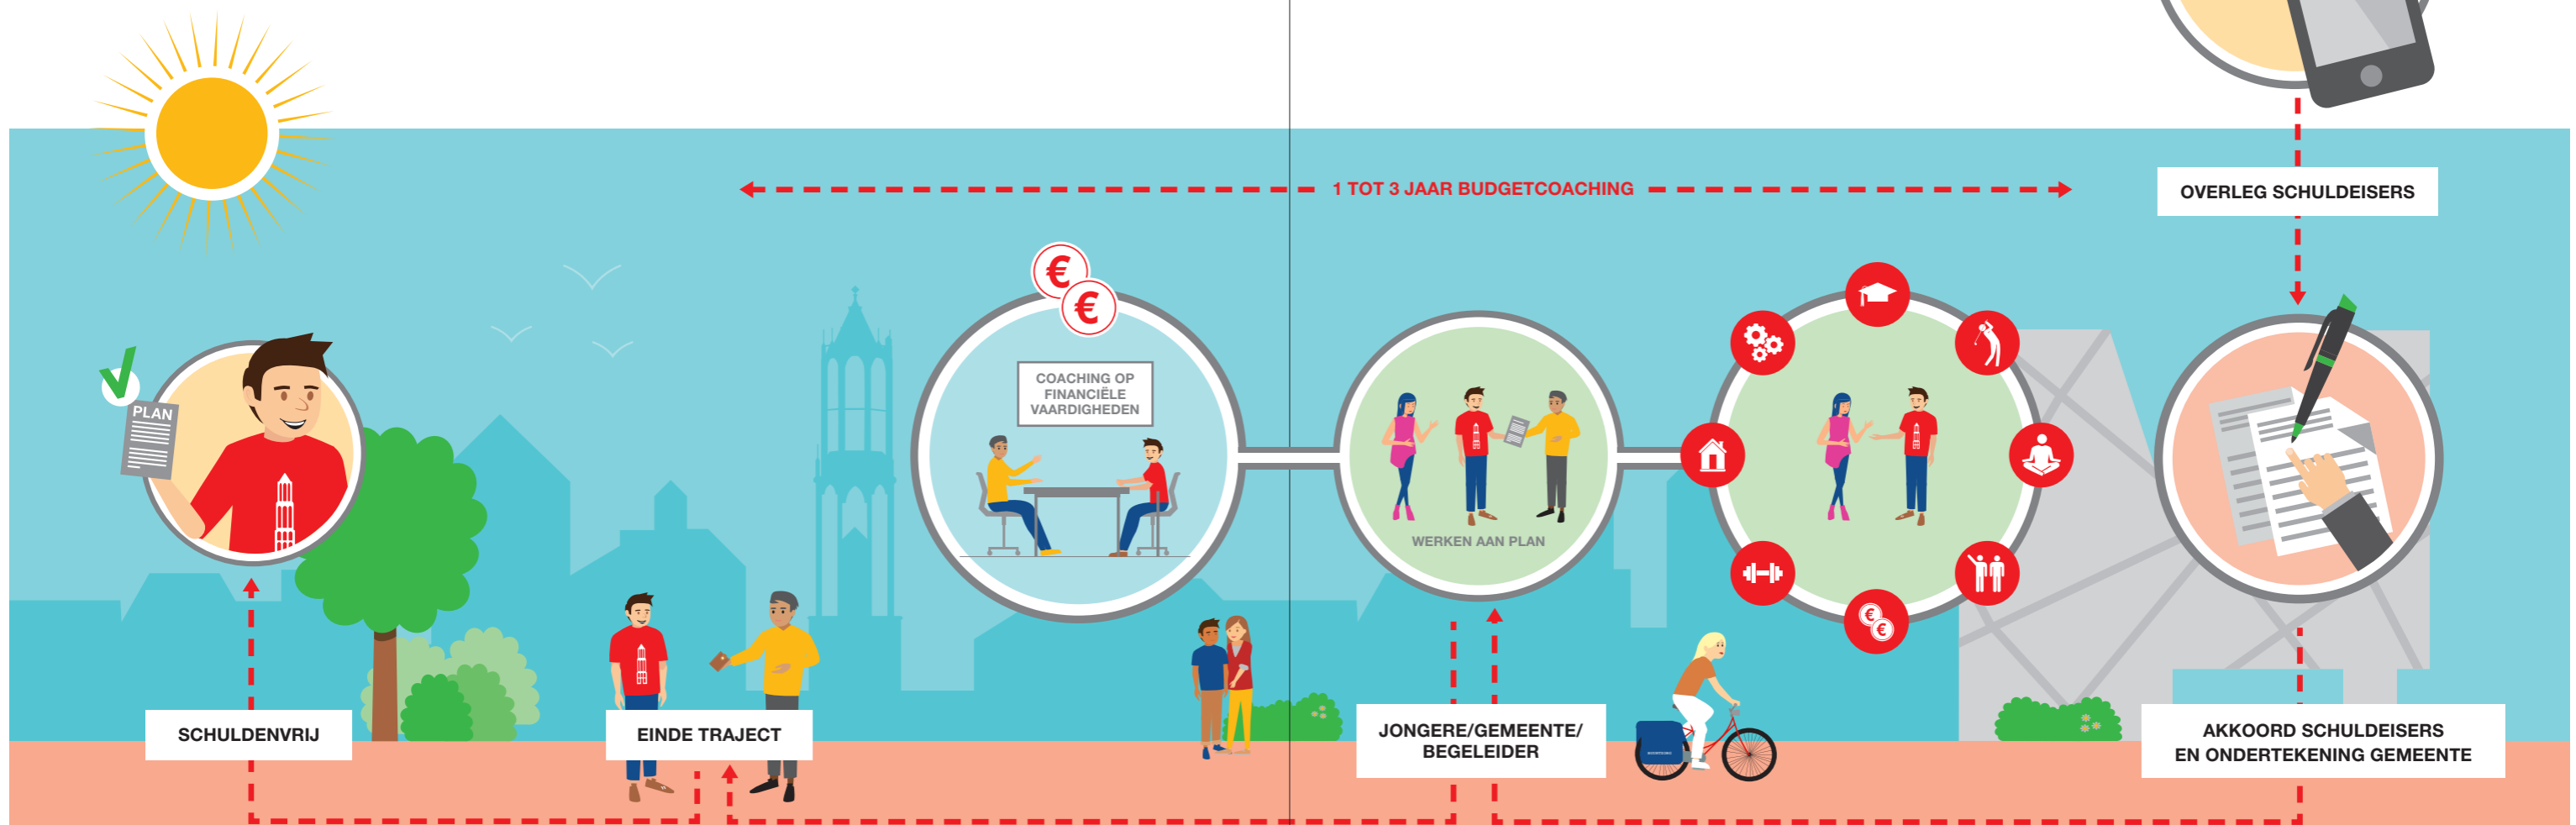 1 TOT 3 JAAR BUDGETCOACHING
OVERLEG SCHULDEISERS
€
€
COACHING OP
FINANCIËLE
VAARDIGHEDEN
PLAN
WERKEN AAN PLAN
€
€
SCHULDENVRIJ
EINDE TRAJECT
JONGERE/GEMEENTE/
BEGELEIDER
AKKOORD SCHULDEISERS
EN ONDERTEKENING GEMEENTE